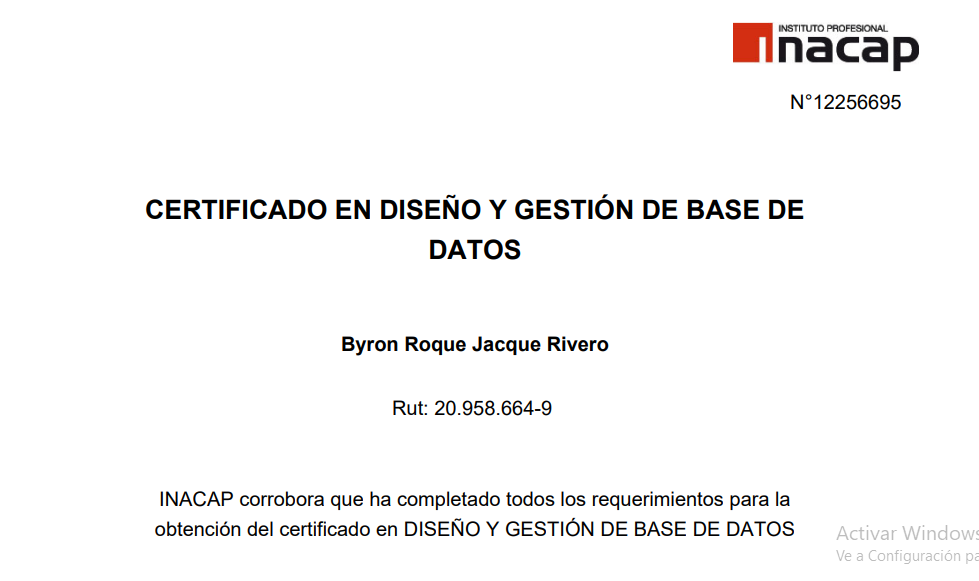 INSTITUTO PROFESIONAL
inacap
N°12256695
CERTIFICADO EN DISEÑO Y GESTIÓN DE BASE DE
DATOS
Byron Roque Jacque Rivero
Rut: 20.958.664-9
INACAP corrobora que ha completado todos los requerimientos para la
obtención del certificado en DISEÑO Y GESTIÓN DE BASE DE DATOS
Activar Windows
Ve a Configuración pa